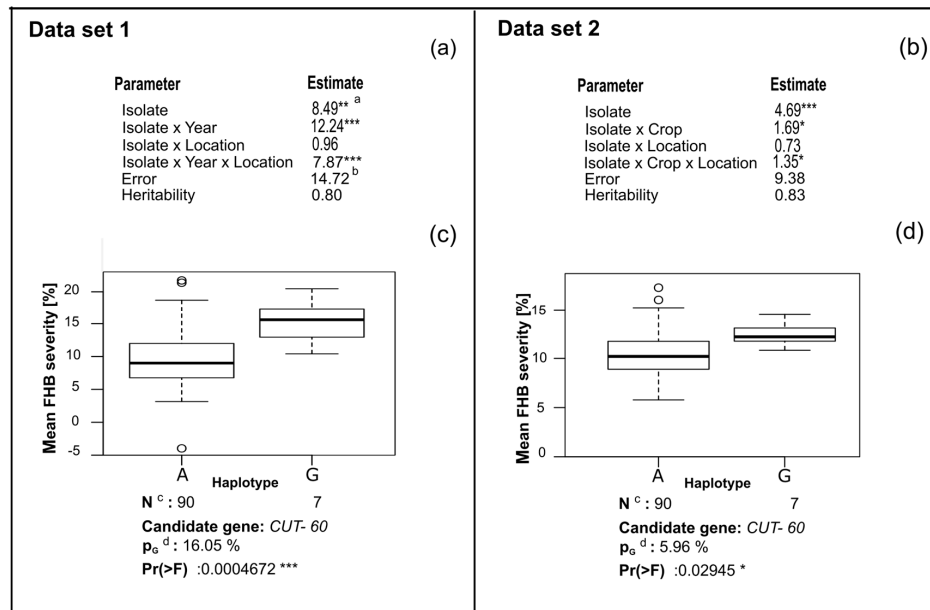 Data set 1
(a)
Parameter Estimate
Isolate 8.49** a
Isolate x Year 12.24***
Isolate x Location 0.96
Isolate x Year x Location 7.87***
Error 14.72 b
Heritability 0.80
(c)
Mean FHB severity [%]
20
15
10
5
0
-5
A G
Haplotype
N c : 90 7
Candidate gene: CUT- 60
pG d : 16.05 %
Pr(>F) :0.0004672 ***
Data set 2
(b)
Parameter Estimate
Isolate 4.69***
Isolate x Crop 1.69*
Isolate x Location 0.73
Isolate x Crop x Location 1.35*
Error 9.38
Heritability 0.83
(d)
Mean FHB severity [%]
15
10
5
0
A G
Haplotype
N c : 90 7
Candidate gene: CUT- 60
pG d : 5.96 %
Pr(>F) :0.02945 *